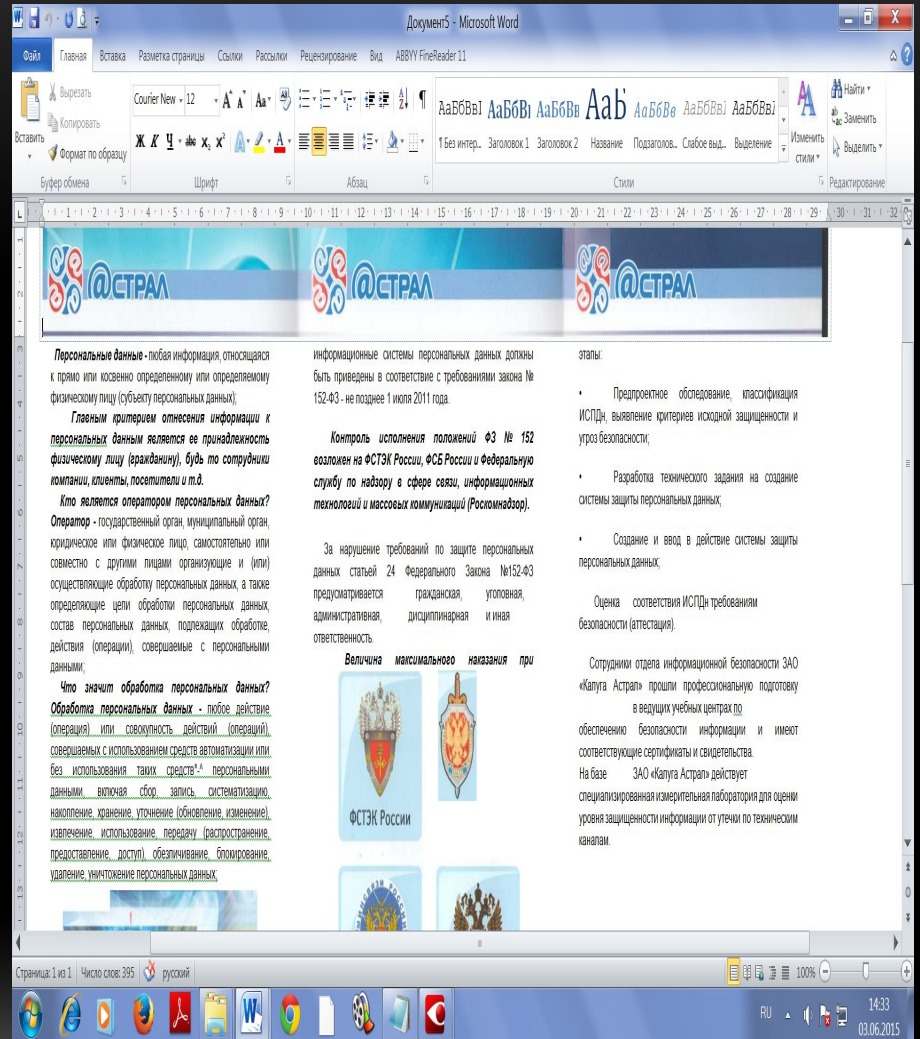 Документ5 - Microsoft Word
Файл Главная Вставка Разметка страницы Ссылки Рассылки Рецензирование Вид ABBYY FineReader 11
Вставить
Вырезать
Копировать
Формат по образцу
Буфер обмена
Courier New 12
Ж К Ч abc x₂ x²
Шрифт
Абзац
АаБбВвІ АаБбВı АаБбВв Ааb АаБбВв АаБбВвı АаБбВвı
¶ Без интер... Заголовок 1 Заголовок 2 Название Подзаголов... Слабое выд... Выделение
Стили
Изменить стили
Найти
Заменить
Выделить
Редактирование
@СТРАЛ
@СТРАЛ
@СТРАЛ
Персональные данные - любая информация, относящаяся
к прямо или косвенно определенному или определяемому
физическому лицу (субъекту персональных данных);
Главным критерием отнесения информации к
персональных данным является ее принадлежность
физическому лицу (гражданину), будь то сотрудники
компании, клиенты, посетители и т.д.
Кто является оператором персональных данных?
Оператор - государственный орган, муниципальный орган,
юридическое или физическое лицо, самостоятельно или
совместно с другими лицами организующие и (или)
осуществляющие обработку персональных данных, а также
определяющие цели обработки персональных данных,
состав персональных данных, подлежащих обработке,
действия (операции), совершаемые с персональными
данными;
Что значит обработка персональных данных?
Обработка персональных данных - любое действие
(операция) или совокупность действий (операций),
совершаемых с использованием средств автоматизации или
без использования таких средств*-^ персональными
данными, включая сбор, запись, систематизацию,
накопление, хранение, уточнение (обновление, изменение),
извлечение, использование, передачу (распространение,
предоставление, доступ), обезличивание, блокирование,
удаление, уничтожение персональных данных;
информационные системы персональных данных должны
быть приведены в соответствие с требованиями закона №
152-ФЗ - не позднее 1 июля 2011 года.
Контроль исполнения положений ФЗ № 152
возложен на ФСТЭК России, ФСБ России и Федеральную
службу по надзору в сфере связи, информационных
технологий и массовых коммуникаций (Роскомнадзор).
За нарушение требований по защите персональных
данных статьей 24 Федерального Закона №152-ФЗ
предусматривается гражданская, уголовная,
административная, дисциплинарная и иная
ответственность.
Величина максимального наказания при
ФСТЭК России
МИНСВЯЗИ РОССИИ
этапы:
• Предпроектное обследование, классификация
ИСПДн, выявление критериев исходной защищенности и
угроз безопасности;
• Разработка технического задания на создание
системы защиты персональных данных;
• Создание и ввод в действие системы защиты
персональных данных;
Оценка соответствия ИСПДн требованиям
безопасности (аттестация).
Сотрудники отдела информационной безопасности ЗАО
«Калуга Астрал» прошли профессиональную подготовку
в ведущих учебных центрах по
обеспечению безопасности информации и имеют
соответствующие сертификаты и свидетельства.
На базе ЗАО «Калуга Астрал» действует
специализированная измерительная лаборатория для оценки
уровня защищенности информации от утечки по техническим
каналам.
Страница: 1 из 1 Число слов: 395 русский 100%
RU 14:33
03.06.2015